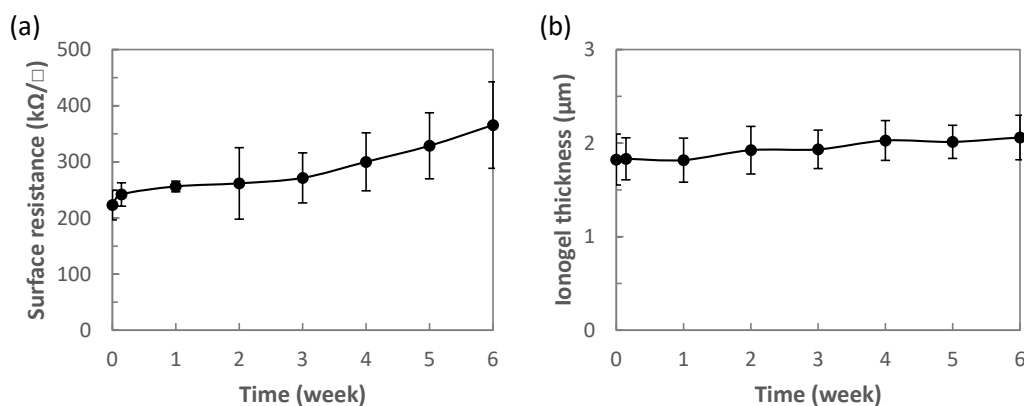 (a)
500
400
300
200
100
0
0 1 2 3 4 5 6
Surface resistance (kΩ/□)
Time (week)
(b)
3
2
1
0
0 1 2 3 4 5 6
Ionogel thickness (μm)
Time (week)